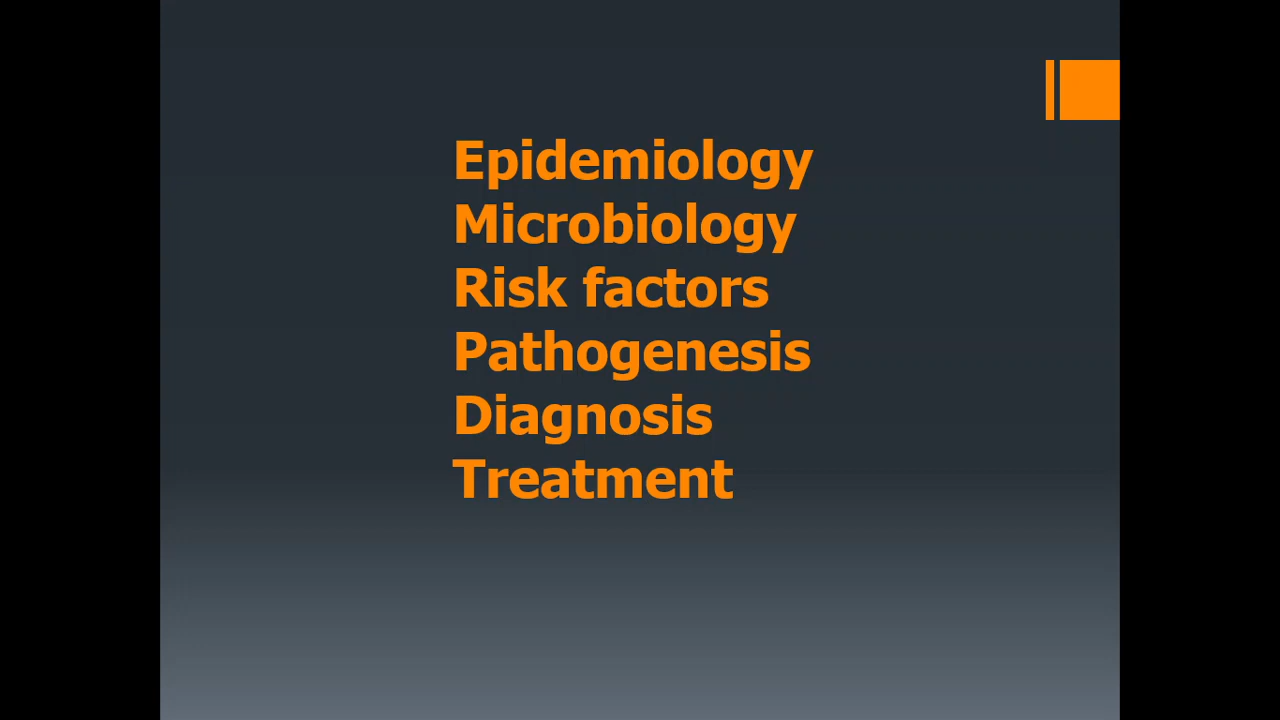 Epidemiology
Microbiology
Risk factors
Pathogenesis
Diagnosis
Treatment